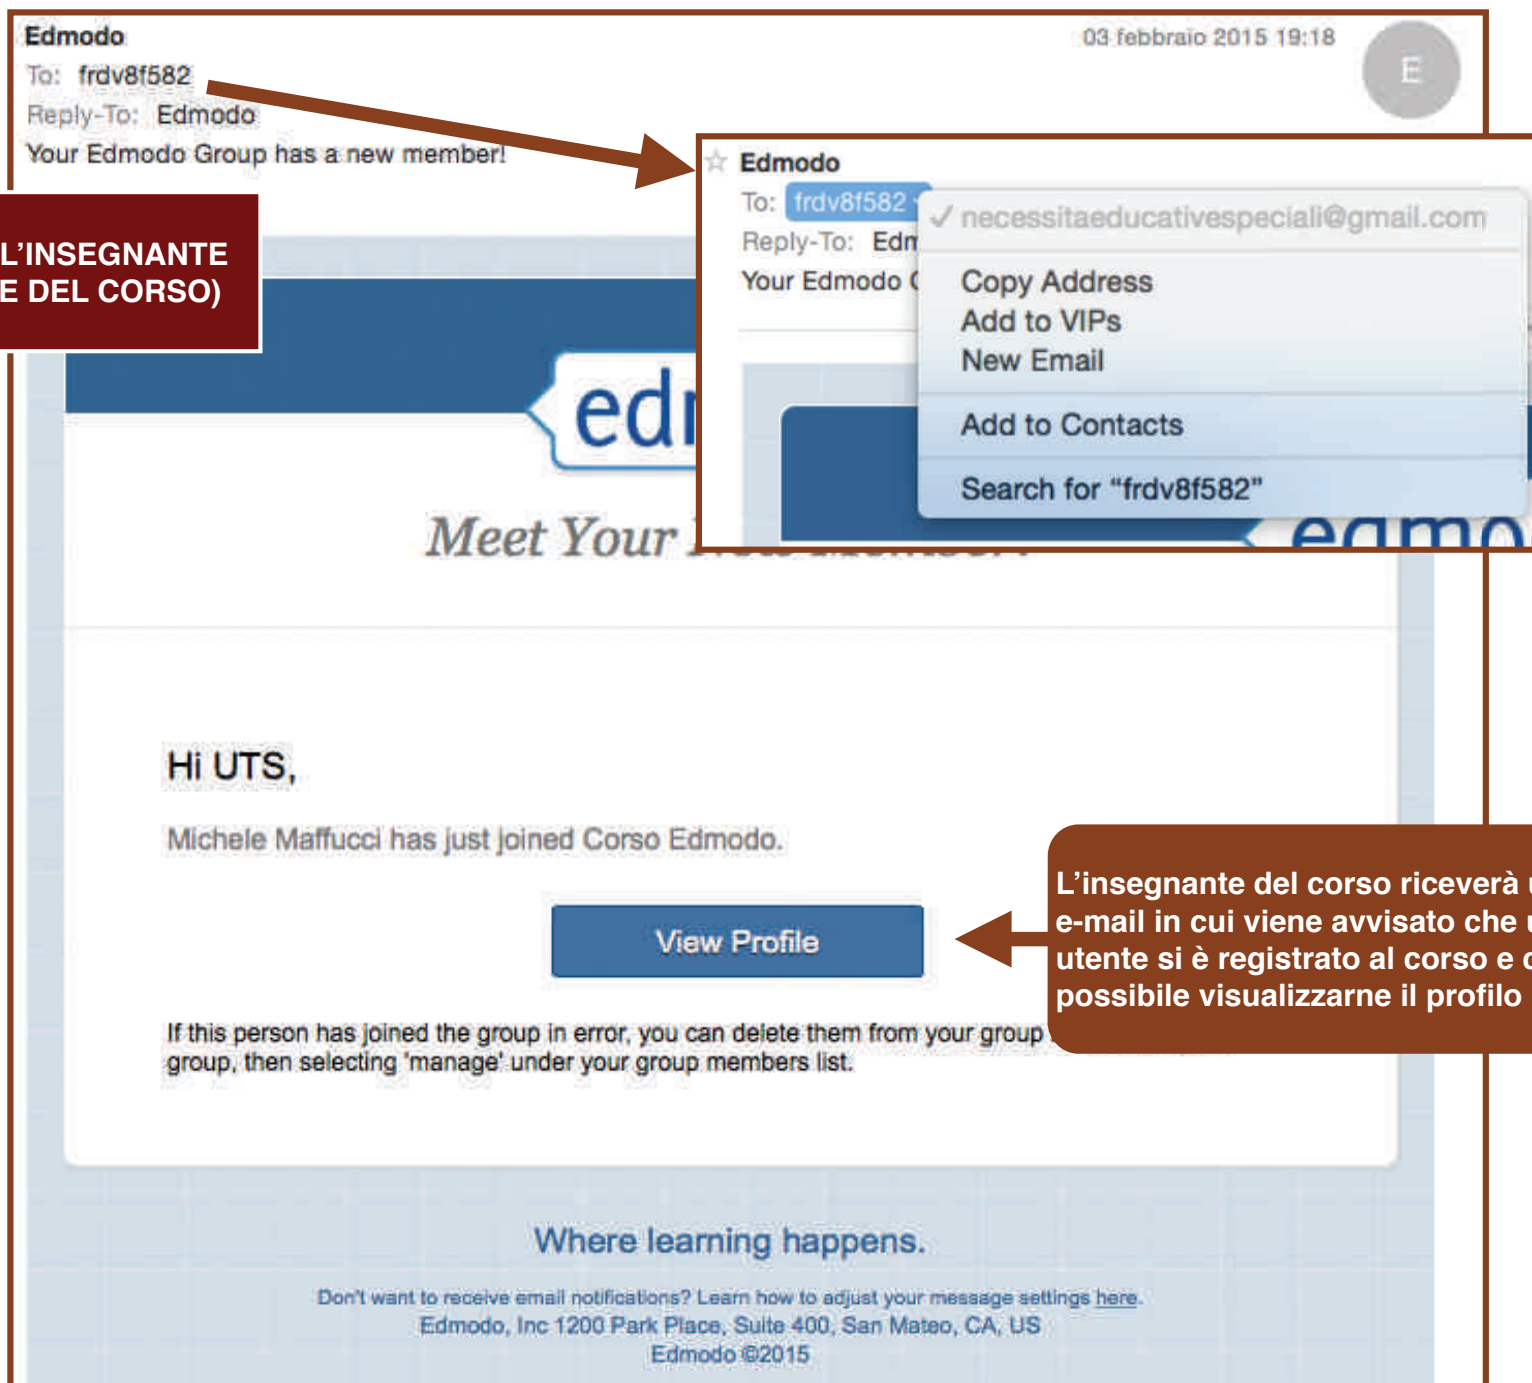 Edmodo
03 febbraio 2015 19:18
E
To: frdv8f582
Reply-To: Edmodo
Your Edmodo Group has a new member!
L'INSEGNANTE
E DEL CORSO)
Edmodo
To: frdv8f582
✓ necessitaeducativespeciali@gmail.com
Reply-To: Edm
Your Edmodo
Copy Address
Add to VIPs
New Email
Add to Contacts
Search for “frdv8f582”
edmo
ed
Meet Your
Hi UTS,
Michele Maffucci has just joined Corso Edmodo.
View Profile
L'insegnante del corso riceverà
e-mail in cui viene avvisato che
utente si è registrato al corso e
possibile visualizzarne il profilo
If this person has joined the group in error, you can delete them from your group
group, then selecting 'manage' under your group members list.
Where learning happens.
Don't want to receive email notifications? Learn how to adjust your message settings here.
Edmodo, Inc 1200 Park Place, Suite 400, San Mateo, CA, US
Edmodo ©2015